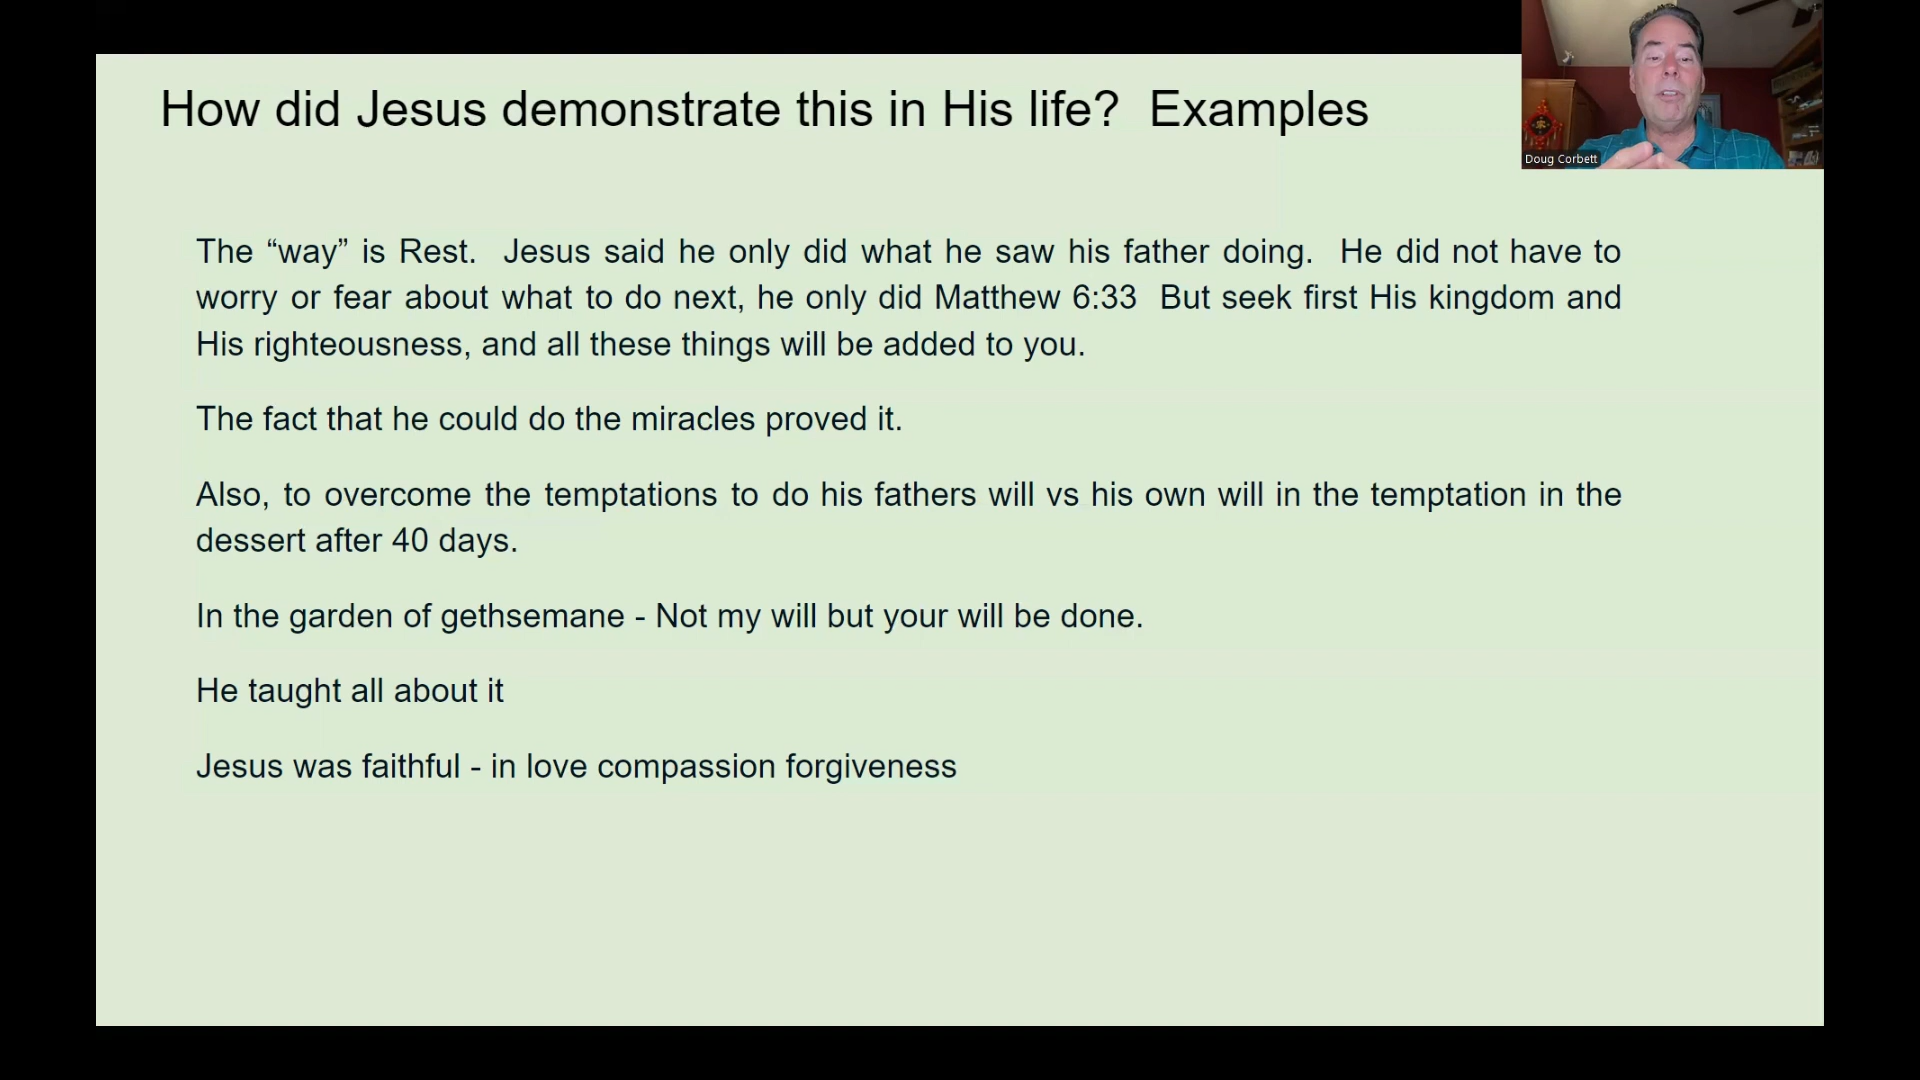 How did Jesus demonstrate this in His life?  Examples
Doug Corbett
The “way” is Rest.  Jesus said he only did what he saw his father doing.  He did not have to
worry or fear about what to do next, he only did Matthew 6:33  But seek first His kingdom and
His righteousness, and all these things will be added to you.
The fact that he could do the miracles proved it.
Also, to overcome the temptations to do his fathers will vs his own will in the temptation in the
dessert after 40 days.
In the garden of gethsemane - Not my will but your will be done.
He taught all about it
Jesus was faithful - in love compassion forgiveness